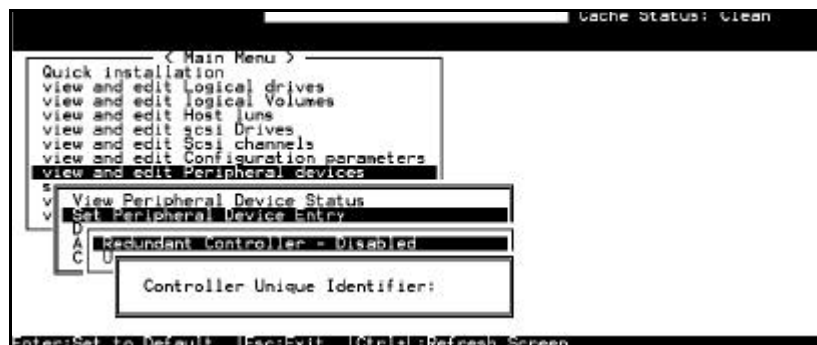 Cache Status: Clean
< Main Menu >
Quick installation
view and edit Logical drives
view and edit logical Volumes
view and edit Host luns
view and edit scsi Drives
view and edit Scsi channels
view and edit Configuration parameters
view and edit Peripheral devices
s
v View Peripheral Device Status
v Set Peripheral Device Entry
D
A Redundant Controller - Disabled
C U
Controller Unique Identifier:
Enter:Set to Default |Esc:Exit |Ctrl+L:Refresh Screen